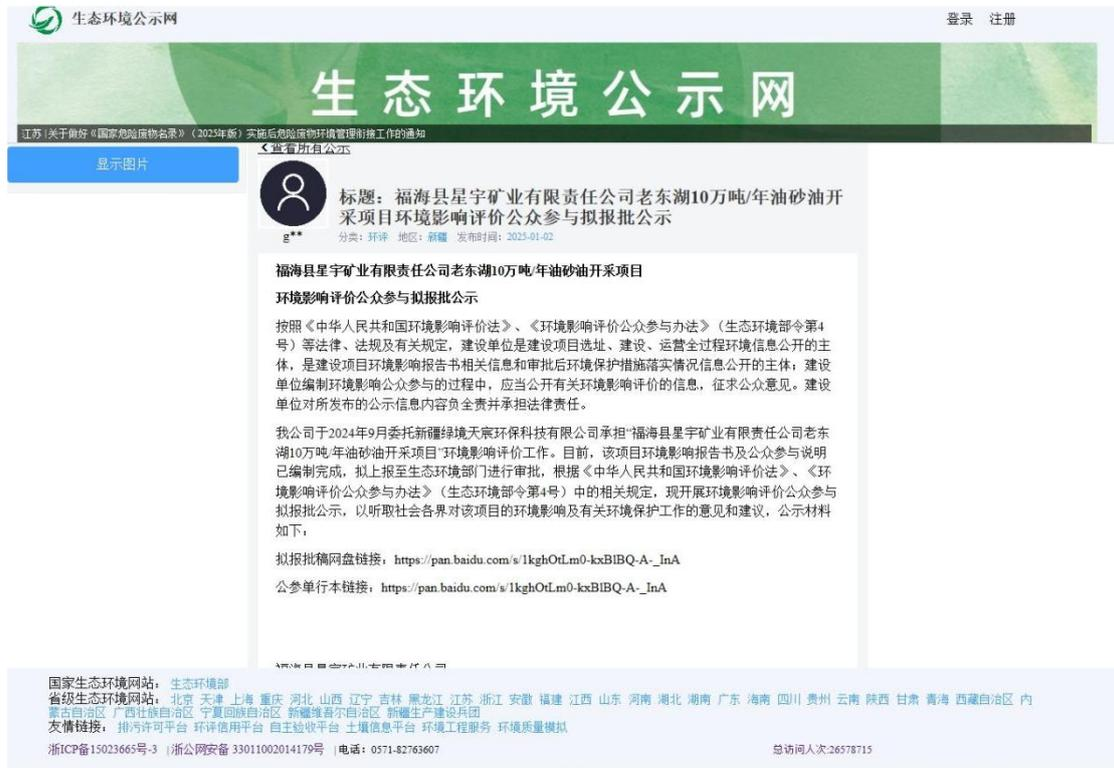 生态环境公示网
登录 注册
生态环境公示网
江苏 | 关于做好《国家危险废物名录》（2025年版）实施后危险废物环境管理衔接工作的通知
显示图片
查看所有公示
标题：福海县星宇矿业有限责任公司老东湖10万吨/年油砂油开
采项目环境影响评价公众参与拟报批公示
g**
分类：环评 地区：新疆 发布时间：2025-01-02
福海县星宇矿业有限责任公司老东湖10万吨/年油砂油开采项目
环境影响评价公众参与拟报批公示
按照《中华人民共和国环境影响评价法》、《环境影响评价公众参与办法》（生态环境部令第4
号）等法律、法规及有关规定，建设单位是建设项目选址、建设、运营全过程环境信息公开的主
体，是建设项目环境影响报告书相关信息和审批后环境保护措施落实情况信息公开的主体；建设
单位编制环境影响公众参与的过程中，应当公开有关环境影响评价的信息，征求公众意见。建设
单位对所发布的公示信息内容负全责并承担法律责任。
我公司于2024年9月委托新疆绿境天宸环保科技有限公司承担“福海县星宇矿业有限责任公司老东
湖10万吨/年油砂油开采项目”环境影响评价工作。目前，该项目环境影响报告书及公众参与说明
已编制完成，拟上报至生态环境部门进行审批，根据《中华人民共和国环境影响评价法》、《环
境影响评价公众参与办法》（生态环境部令第4号）中的相关规定，现开展环境影响评价公众参与
拟报批公示，以听取社会各界对该项目的环境影响及有关环境保护工作的意见和建议，公示材料
如下：
拟报批稿网盘链接：https://pan.baidu.com/s/1kghOtLm0-kxBlBQ-A-_InA
公参单行本链接：https://pan.baidu.com/s/1kghOtLm0-kxBlBQ-A-_InA
福海县星宇矿业有限责任公司
国家生态环境网站：生态环境部
省级生态环境网站：北京 天津 上海 重庆 河北 山西 辽宁 吉林 黑龙江 江苏 浙江 安徽 福建 江西 山东 河南 湖北 湖南 广东 海南 四川 贵州 云南 陕西 甘肃 青海 西藏自治区 内
蒙古自治区 广西壮族自治区 宁夏回族自治区 新疆维吾尔自治区 新疆生产建设兵团
友情链接：排污许可平台 环评信用平台 自主验收平台 土壤信息平台 环境工程服务 环境质量模拟
浙ICP备15023665号-3 |浙公网安备 33011002014179号 |电话：0571-82763607
总访问人次:26578715